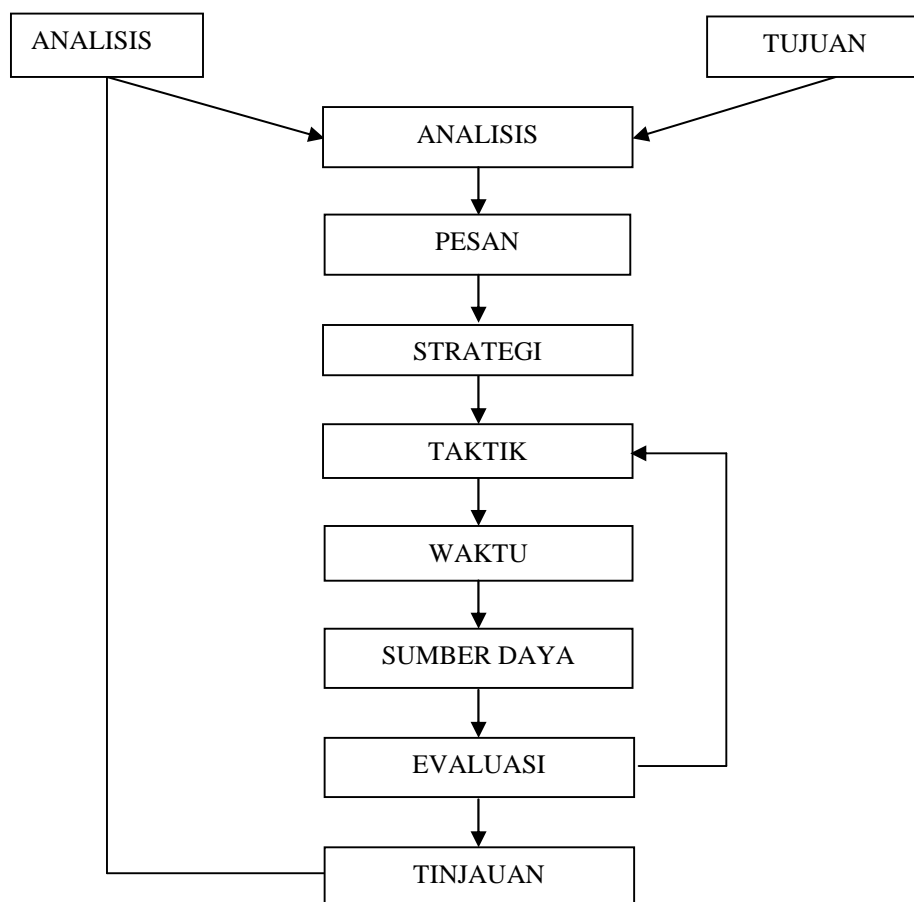 ANALISIS
TUJUAN
ANALISIS
PESAN
STRATEGI
TAKTIK
WAKTU
SUMBER DAYA
EVALUASI
TINJAUAN